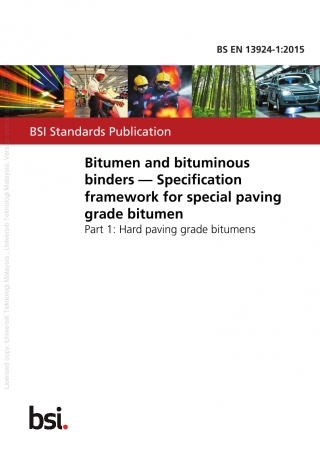 BS EN 13924-1:2015
BSI Standards Publication
Bitumen and bituminous
binders — Specification
framework for special paving
grade bitumen
Part 1: Hard paving grade bitumens
Licensed copy: Universiti Teknologi Malaysia, Universiti Teknologi Malaysia, Vers
bsi.